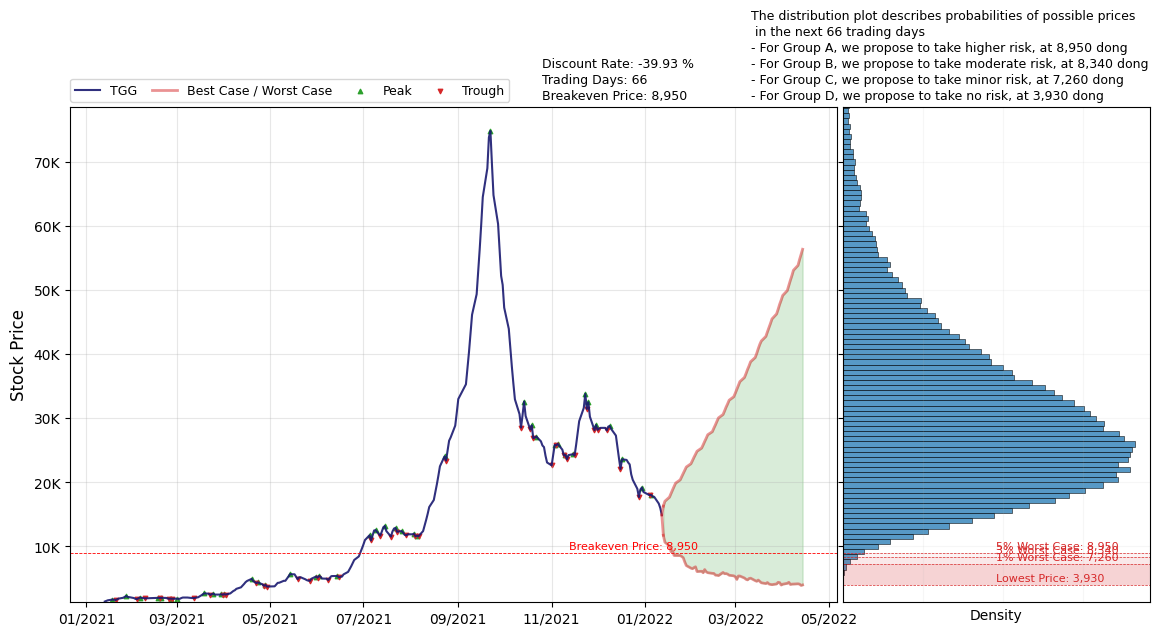 The distribution plot describes probabilities of possible prices
in the next 66 trading days
- For Group A, we propose to take higher risk, at 8,950 dong
- For Group B, we propose to take moderate risk, at 8,340 dong
- For Group C, we propose to take minor risk, at 7,260 dong
- For Group D, we propose to take no risk, at 3,930 dong
Discount Rate: -39.93 %
Trading Days: 66
Breakeven Price: 8,950
TGG Best Case / Worst Case Peak Trough
Stock Price
70K
60K
50K
40K
30K
20K
10K
Breakeven Price: 8,950
5% Worst Case: 8,950
3% Worst Case: 8,340
1% Worst Case: 7,260
Lowest Price: 3,930
01/2021 03/2021 05/2021 07/2021 09/2021 11/2021 01/2022 03/2022 05/2022
Density